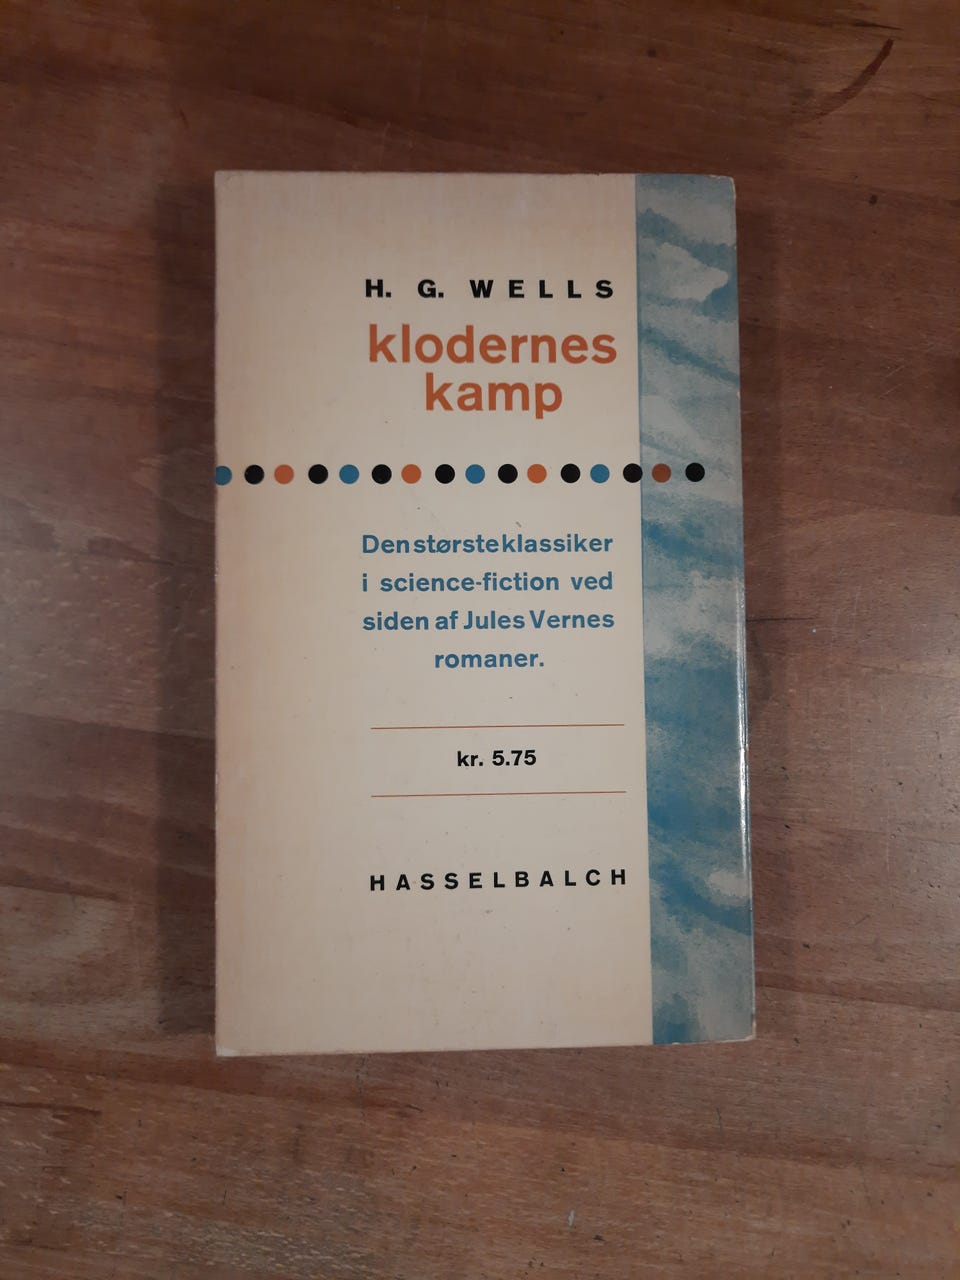 H. G. WELLS
klodernes
kamp
Den største klassiker
i science-fiction ved
siden af Jules Vernes
romaner.
kr. 5.75
HASSELBALCH